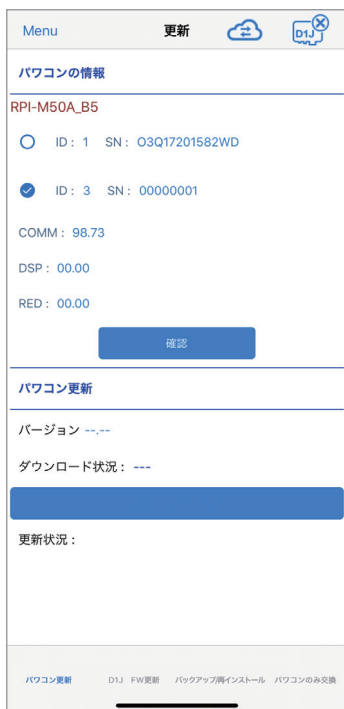 Menu 更新
D1J
パワコンの情報
RPI-M50A_B5
ID： 1 SN： O3Q17201582WD
ID： 3 SN： 00000001
COMM： 98.73
DSP： 00.00
RED： 00.00
確認
パワコン更新
バージョン --.--
ダウンロード状況： ---
更新状況：
パワコン更新 D1J FW更新 バックアップ/再インストール パワコンのみ交換